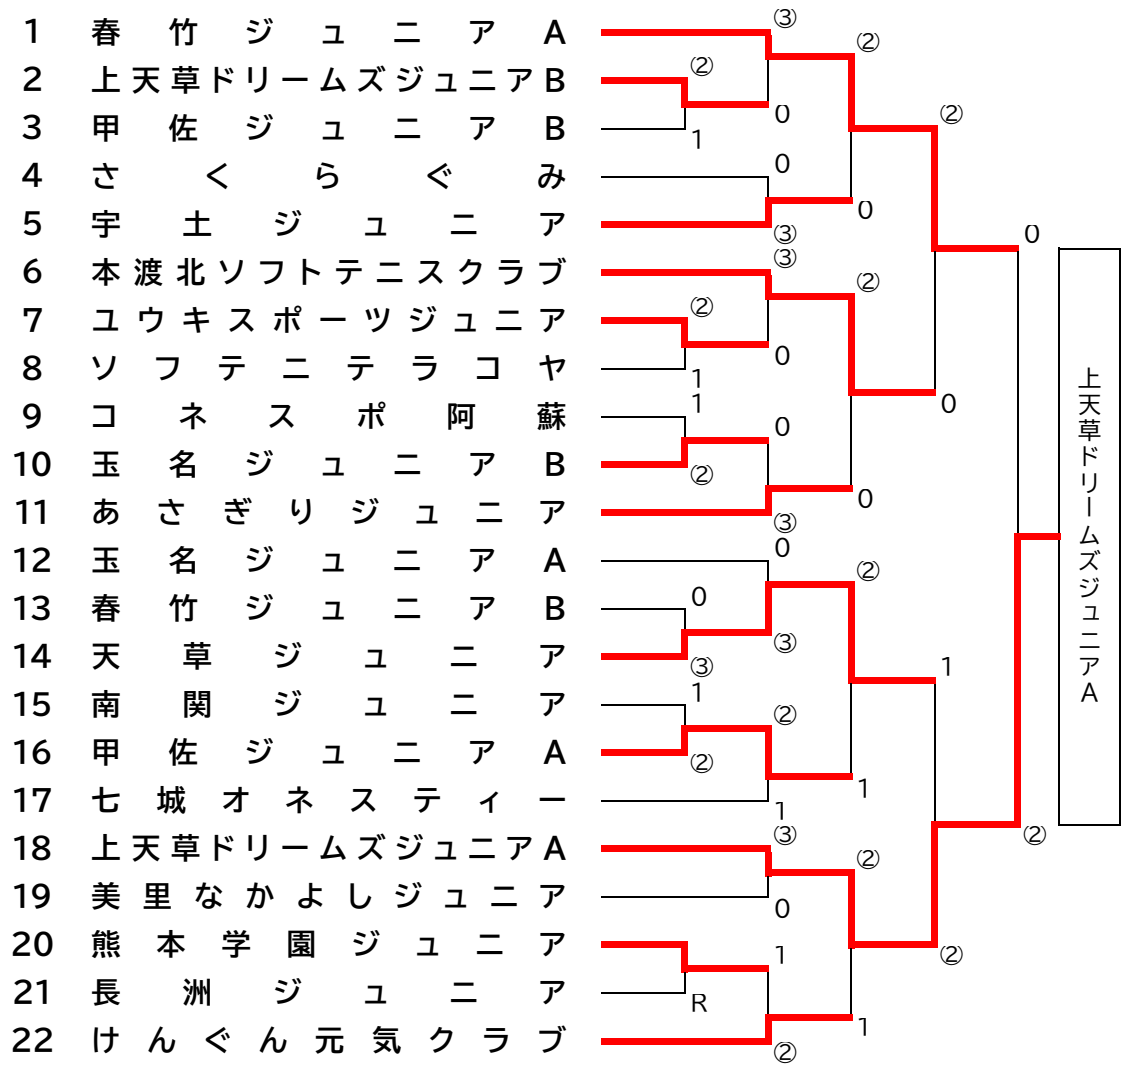 1 春竹ジュニアA
2 上天草ドリームズジュニアB
3 甲佐ジュニアB
4 さくらぐみ
5 宇土ジュニア
6 本渡北ソフトテニスクラブ
7 ユウキスポーツジュニア
8 ソフテニテラコヤ
9 コネスポ阿蘇
10 玉名ジュニアB
11 あさぎりジュニア
12 玉名ジュニアA
13 春竹ジュニアB
14 天草ジュニア
15 南関ジュニア
16 甲佐ジュニアA
17 七城オネスティー
18 上天草ドリームズジュニアA
19 美里なかよしジュニア
20 熊本学園ジュニア
21 長洲ジュニア
22 けんぐん元気クラブ
②
1
②
1
1
②
0
③
1
②
R
③
0
0
③
③
0
0
③
0
③
②
1
③
0
1
②
②
0
②
0
②
1
②
1
②
0
1
②
0
②
上天草ドリームズジュニアA